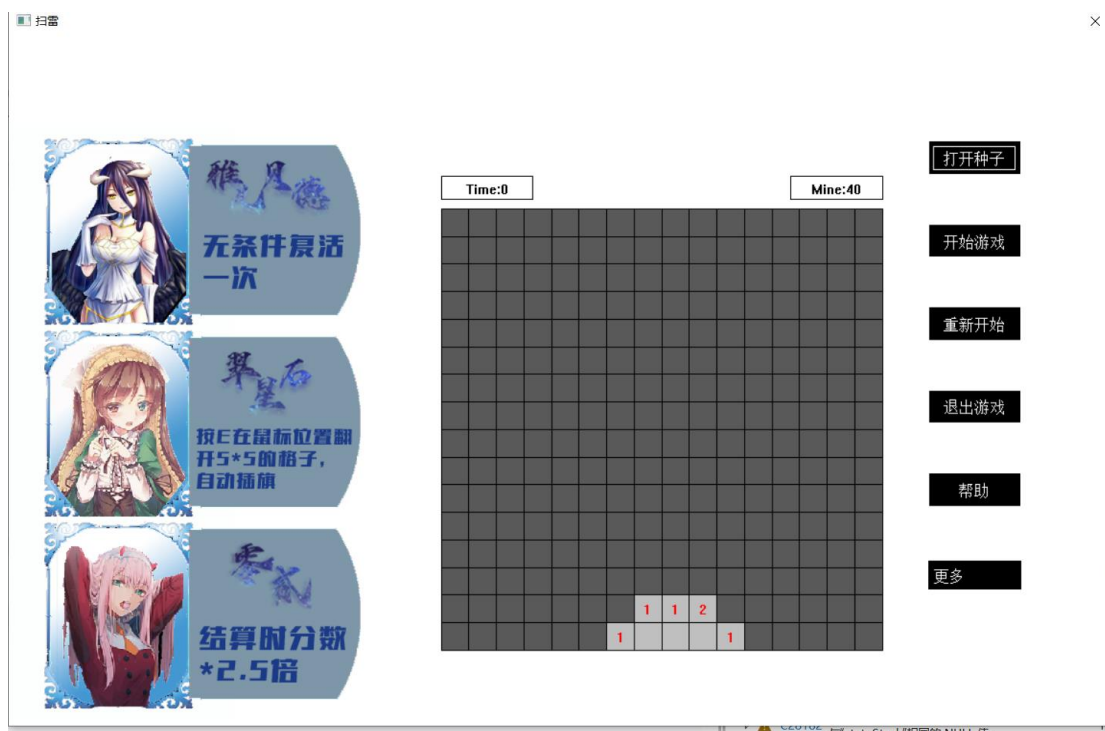 扫雷
雅儿贝德
无条件复活
一次
翠星石
按E在鼠标位置翻
开5*5的格子，
自动插旗
零贰
结算时分数
*2.5倍
Time:0
Mine:40
1 1 2
1 1
打开种子
开始游戏
重新开始
退出游戏
帮助
更多